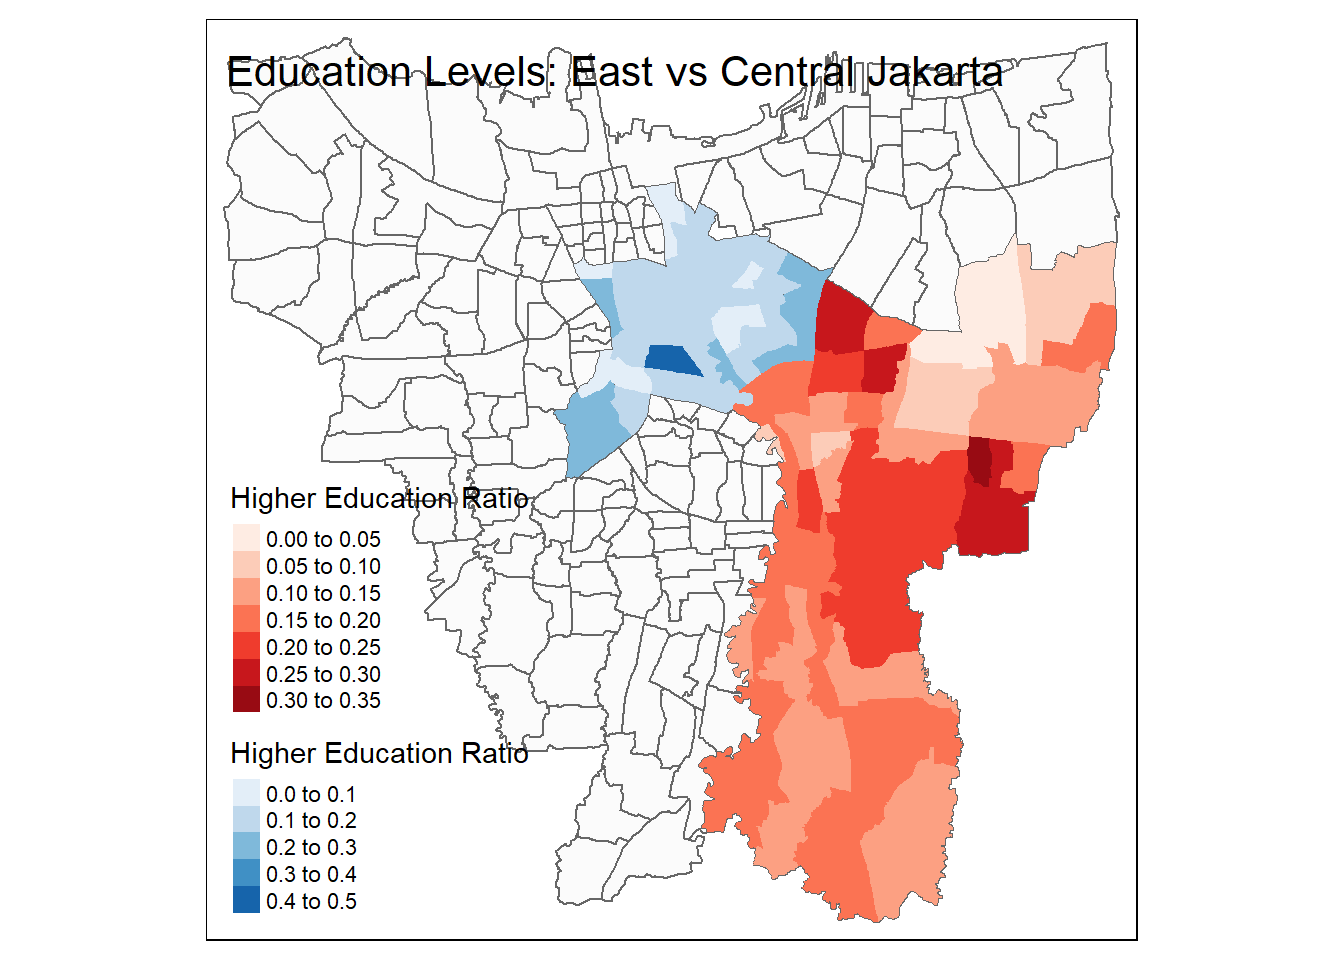 Education Levels: East vs Central Jakarta
Higher Education Ratio
0.00 to 0.05
0.05 to 0.10
0.10 to 0.15
0.15 to 0.20
0.20 to 0.25
0.25 to 0.30
0.30 to 0.35
Higher Education Ratio
0.0 to 0.1
0.1 to 0.2
0.2 to 0.3
0.3 to 0.4
0.4 to 0.5